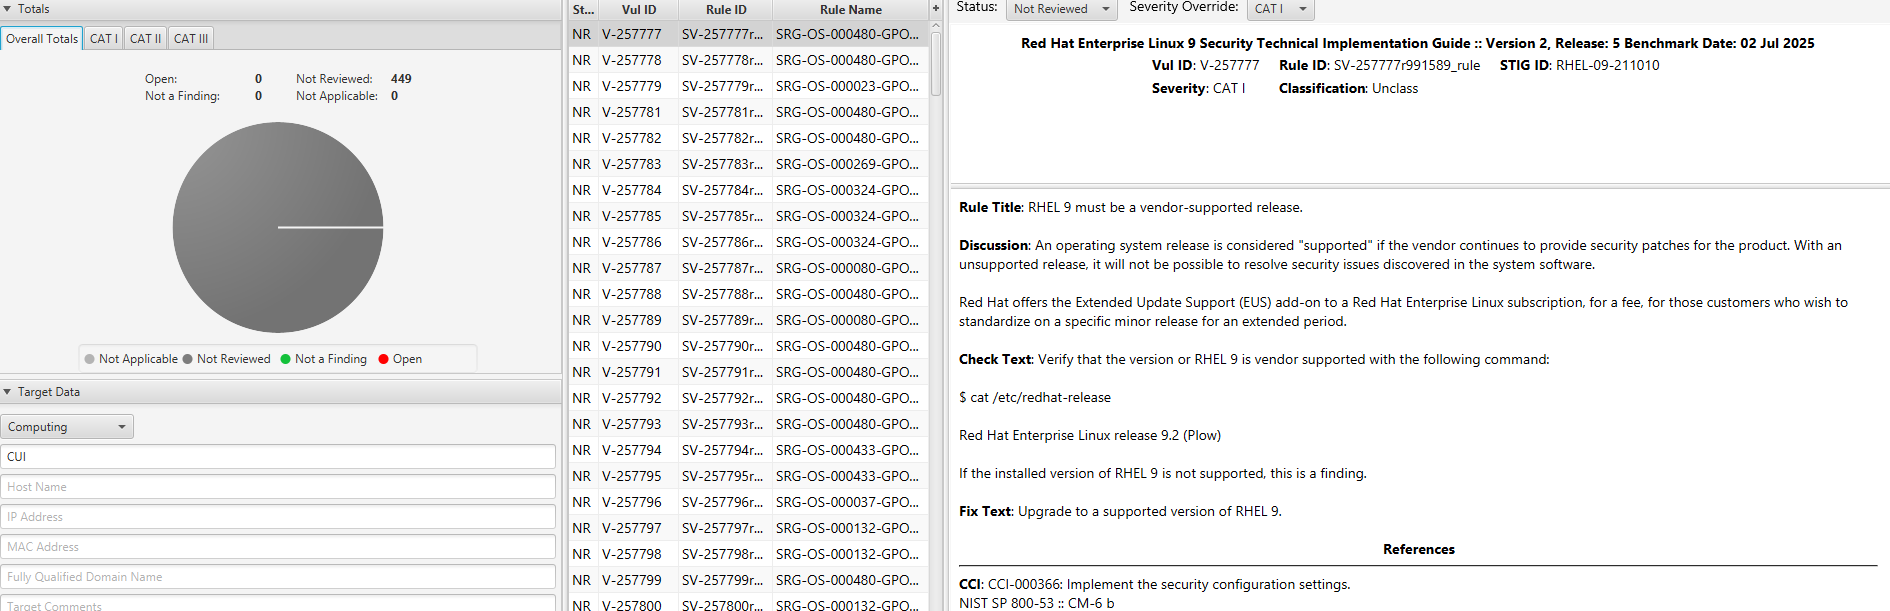 Totals
Overall Totals CAT I CAT II CAT III
Open: 0 Not Reviewed: 449
Not a Finding: 0 Not Applicable: 0
Not Applicable Not Reviewed Not a Finding Open
Target Data
Computing
CUI
Host Name
IP Address
MAC Address
Fully Qualified Domain Name
Target Comments
St... Vul ID Rule ID Rule Name +
NR V-257777 SV-257777r... SRG-OS-000480-GPO...
NR V-257778 SV-257778r... SRG-OS-000480-GPO...
NR V-257779 SV-257779r... SRG-OS-000023-GPO...
NR V-257781 SV-257781r... SRG-OS-000480-GPO...
NR V-257782 SV-257782r... SRG-OS-000480-GPO...
NR V-257783 SV-257783r... SRG-OS-000269-GPO...
NR V-257784 SV-257784r... SRG-OS-000324-GPO...
NR V-257785 SV-257785r... SRG-OS-000324-GPO...
NR V-257786 SV-257786r... SRG-OS-000324-GPO...
NR V-257787 SV-257787r... SRG-OS-000080-GPO...
NR V-257788 SV-257788r... SRG-OS-000480-GPO...
NR V-257789 SV-257789r... SRG-OS-000080-GPO...
NR V-257790 SV-257790r... SRG-OS-000480-GPO...
NR V-257791 SV-257791r... SRG-OS-000480-GPO...
NR V-257792 SV-257792r... SRG-OS-000480-GPO...
NR V-257793 SV-257793r... SRG-OS-000480-GPO...
NR V-257794 SV-257794r... SRG-OS-000433-GPO...
NR V-257795 SV-257795r... SRG-OS-000433-GPO...
NR V-257796 SV-257796r... SRG-OS-000037-GPO...
NR V-257797 SV-257797r... SRG-OS-000132-GPO...
NR V-257798 SV-257798r... SRG-OS-000132-GPO...
NR V-257799 SV-257799r... SRG-OS-000480-GPO...
NR V-257800 SV-257800r... SRG-OS-000132-GPO...
Status: Not Reviewed Severity Override: CAT I
Red Hat Enterprise Linux 9 Security Technical Implementation Guide :: Version 2, Release: 5 Benchmark Date: 02 Jul 2025
Vul ID: V-257777 Rule ID: SV-257777r991589_rule STIG ID: RHEL-09-211010
Severity: CAT I Classification: Unclass
Rule Title: RHEL 9 must be a vendor-supported release.
Discussion: An operating system release is considered "supported" if the vendor continues to provide security patches for the product. With an
unsupported release, it will not be possible to resolve security issues discovered in the system software.
Red Hat offers the Extended Update Support (EUS) add-on to a Red Hat Enterprise Linux subscription, for a fee, for those customers who wish to
standardize on a specific minor release for an extended period.
Check Text: Verify that the version or RHEL 9 is vendor supported with the following command:
$ cat /etc/redhat-release
Red Hat Enterprise Linux release 9.2 (Plow)
If the installed version of RHEL 9 is not supported, this is a finding.
Fix Text: Upgrade to a supported version of RHEL 9.
References
CCI: CCI-000366: Implement the security configuration settings.
NIST SP 800-53 :: CM-6 b